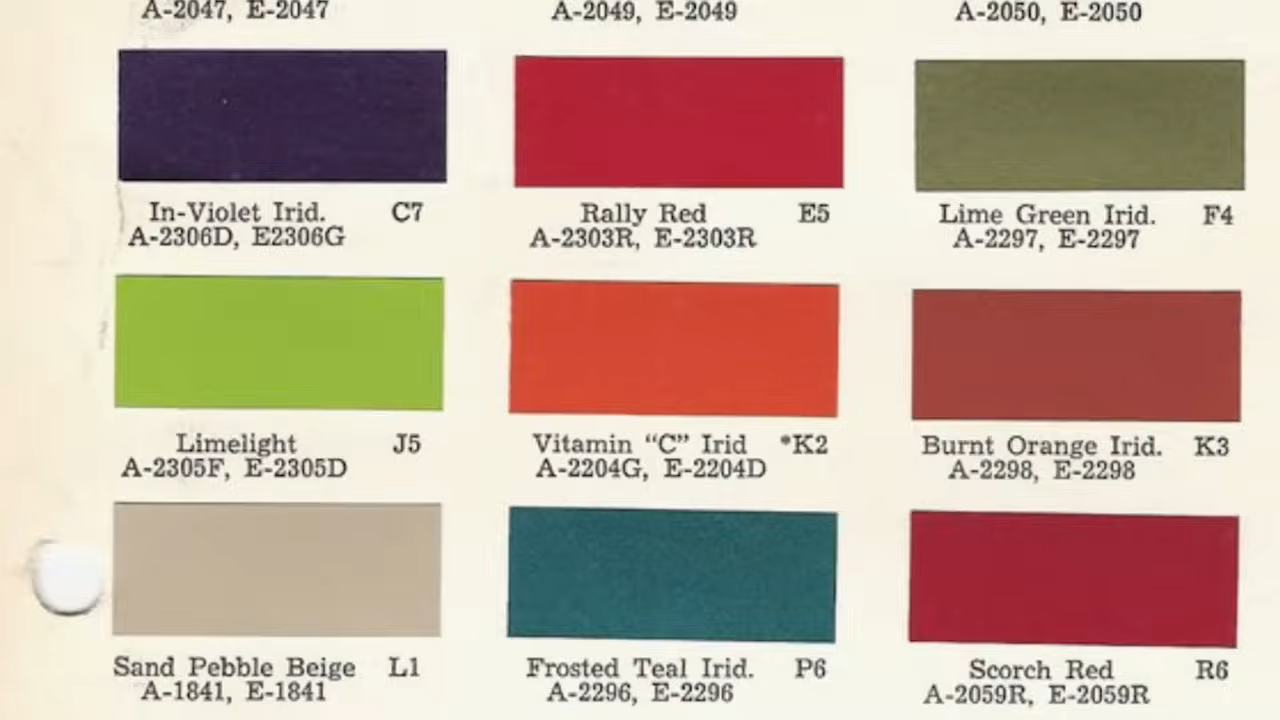 A-2047, E-2047
A-2049, E-2049
A-2050, E-2050
In-Violet Irid. C7
A-2306D, E2306G
Rally Red E5
A-2303R, E-2303R
Lime Green Irid. F4
A-2297, E-2297
Limelight J5
A-2305F, E-2305D
Vitamin “C” Irid *K2
A-2204G, E-2204D
Burnt Orange Irid. K3
A-2298, E-2298
Sand Pebble Beige L1
A-1841, E-1841
Frosted Teal Irid. P6
A-2296, E-2296
Scorch Red R6
A-2059R, E-2059R